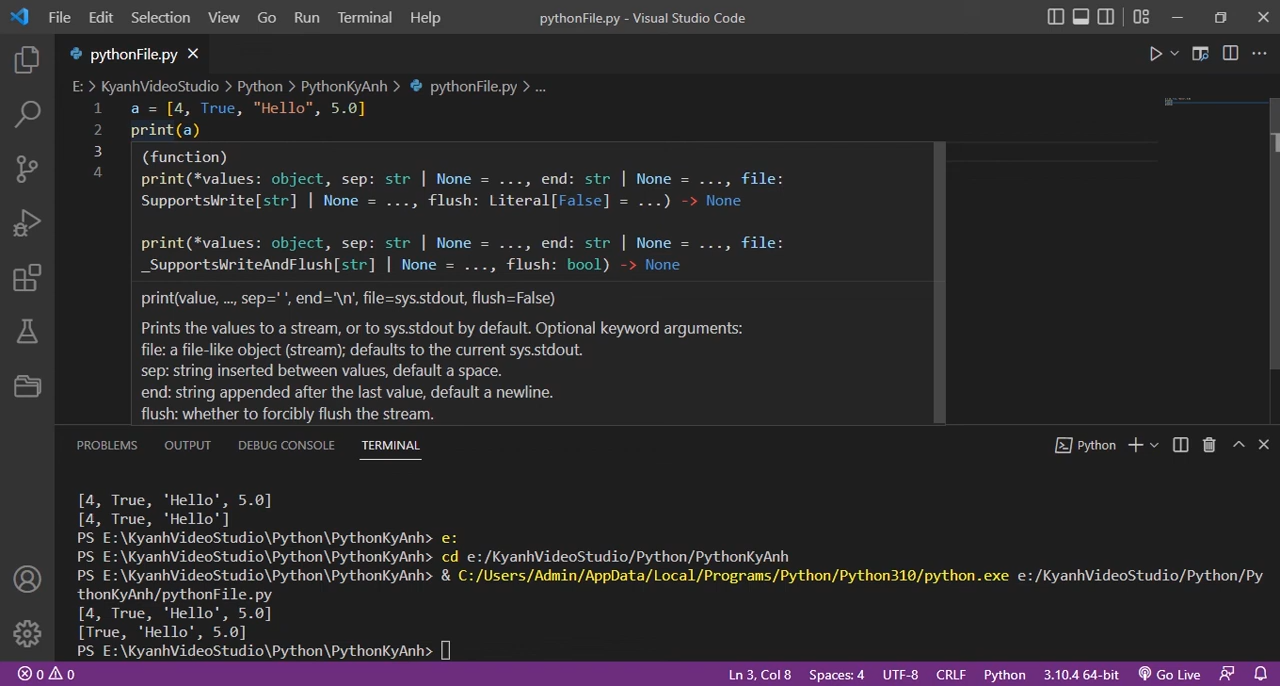 File Edit Selection View Go Run Terminal Help pythonFile.py - Visual Studio Code
pythonFile.py
E: > KyanhVideoStudio > Python > PythonKyAnh > pythonFile.py > ...
1 a = [4, True, "Hello", 5.0]
2 print(a)
3
4
(function)
print(*values: object, sep: str | None = ..., end: str | None = ..., file:
SupportsWrite[str] | None = ..., flush: Literal[False] = ...) -> None
print(*values: object, sep: str | None = ..., end: str | None = ..., file:
_SupportsWriteAndFlush[str] | None = ..., flush: bool) -> None
print(value, ..., sep=' ', end='\n', file=sys.stdout, flush=False)
Prints the values to a stream, or to sys.stdout by default. Optional keyword arguments:
file: a file-like object (stream); defaults to the current sys.stdout.
sep: string inserted between values, default a space.
end: string appended after the last value, default a newline.
flush: whether to forcibly flush the stream.
PROBLEMS OUTPUT DEBUG CONSOLE TERMINAL Python
[4, True, 'Hello', 5.0]
[4, True, 'Hello']
PS E:\KyanhVideoStudio\Python\PythonKyAnh> e:
PS E:\KyanhVideoStudio\Python\PythonKyAnh> cd e:/KyanhVideoStudio/Python/PythonKyAnh
PS E:\KyanhVideoStudio\Python\PythonKyAnh> & C:/Users/Admin/AppData/Local/Programs/Python/Python310/python.exe e:/KyanhVideoStudio/Python/Py
thonKyAnh/pythonFile.py
[4, True, 'Hello', 5.0]
[True, 'Hello', 5.0]
PS E:\KyanhVideoStudio\Python\PythonKyAnh>
0 0 Ln 3, Col 8 Spaces: 4 UTF-8 CRLF Python 3.10.4 64-bit Go Live